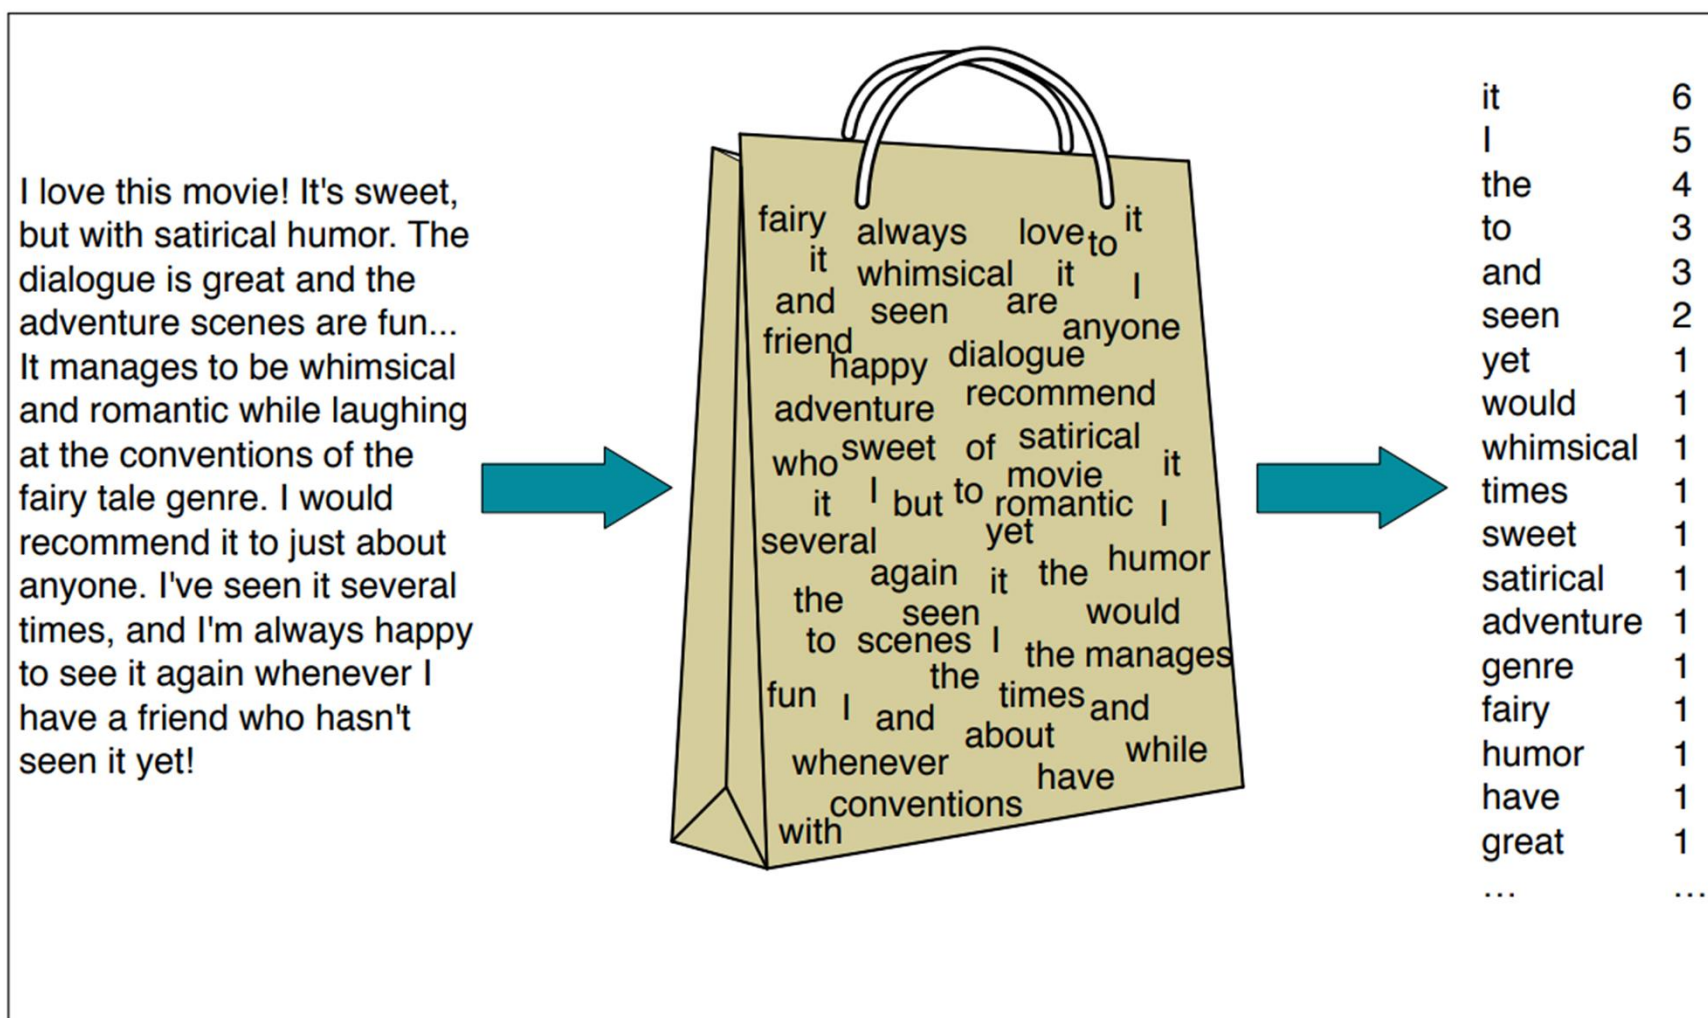 I love this movie! It's sweet,
but with satirical humor. The
dialogue is great and the
adventure scenes are fun...
It manages to be whimsical
and romantic while laughing
at the conventions of the
fairy tale genre. I would
recommend it to just about
anyone. I've seen it several
times, and I'm always happy
to see it again whenever I
have a friend who hasn't
seen it yet!
fairy always love to it
it whimsical it I
and seen are anyone
friend happy dialogue
adventure recommend
who sweet of satirical
it I but to movie it
romantic I
several yet
again it the humor
the seen would
to scenes I the manages
fun I the times and
and about
whenever have while
conventions
with
it 6
I 5
the 4
to 3
and 3
seen 2
yet 1
would 1
whimsical 1
times 1
sweet 1
satirical 1
adventure 1
genre 1
fairy 1
humor 1
have 1
great 1
... ...